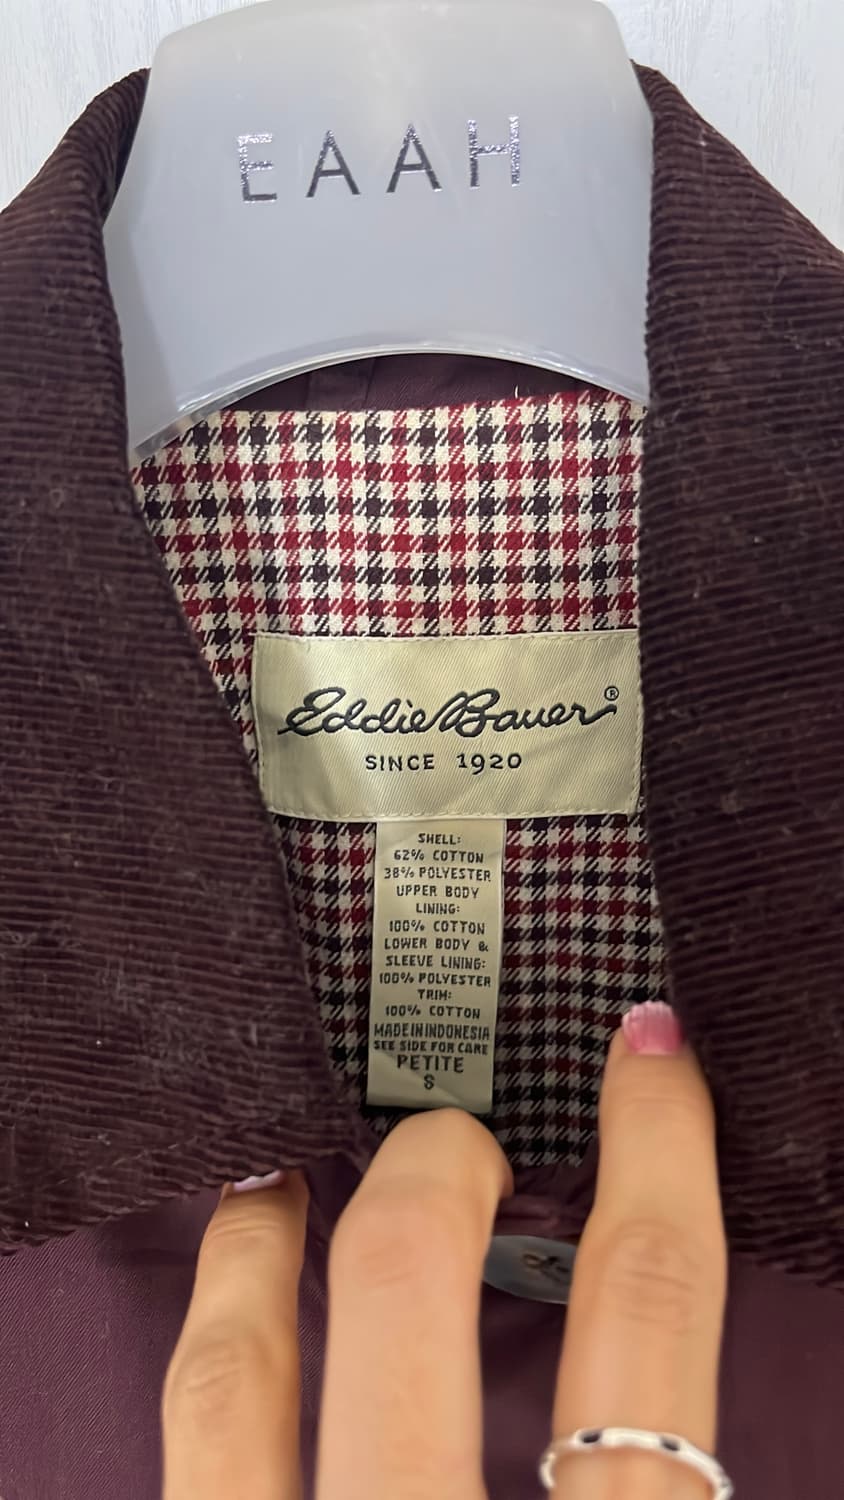 EAAH
Eddie Bauer®
SINCE 1920
SHELL:
62% COTTON
38% POLYESTER
UPPER BODY
LINING:
100% COTTON
LOWER BODY &
SLEEVE LINING:
100% POLYESTER
TRIM:
100% COTTON
MADE IN INDONESIA
SEE SIDE FOR CARE
PETITE
S